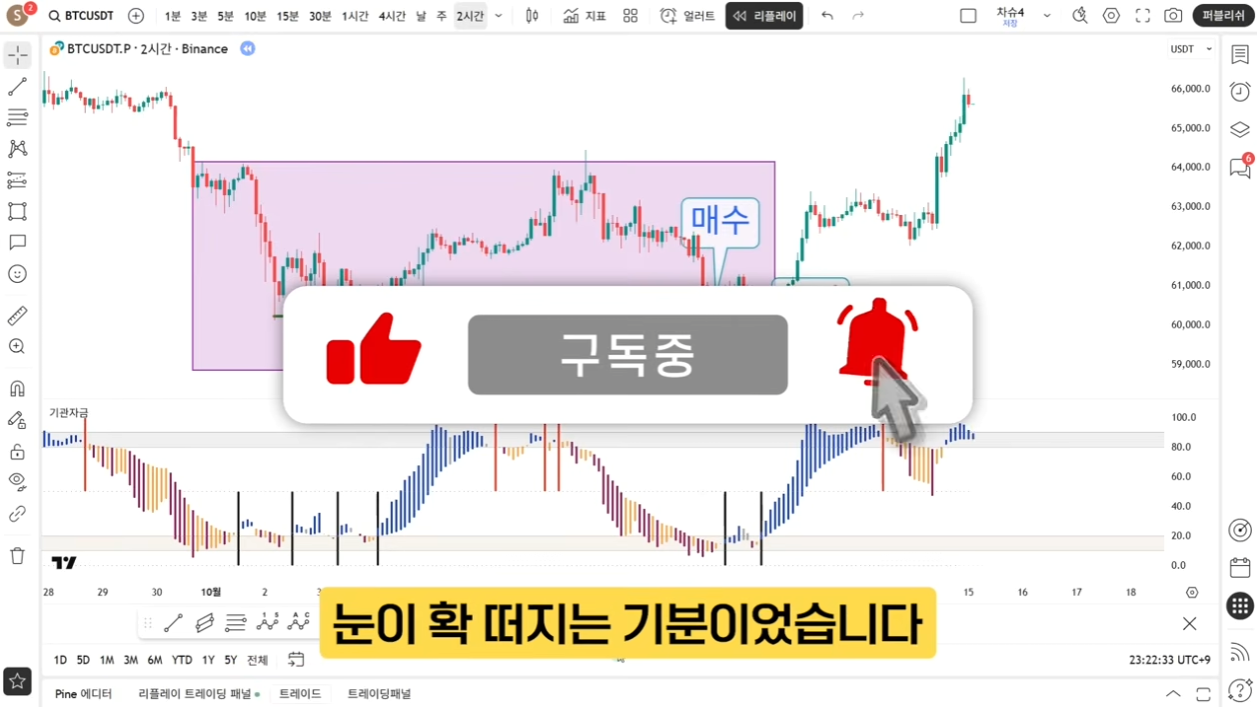 S 2 BTCUSDT 1분 3분 5분 10분 15분 30분 1시간 4시간 날 주 2시간 지표 얼러트 리플레이 차슈4 퍼블리쉬
저장
BTCUSDT.P · 2시간 · Binance USDT
66,000.0
65,000.0
64,000.0
6
63,000.0
매수
62,000.0
61,000.0
60,000.0
59,000.0
구독중
기관자금
100.0
80.0
60.0
40.0
20.0
0.0
28 29 30 10월 2 15 16 17 18
눈이 확 떠지는 기분이었습니다
1D 5D 1M 3M 6M YTD 1Y 5Y 전체 23:22:33 UTC+9
Pine 에디터 리플레이 트레이딩 패널 트레이드 트레이딩패널